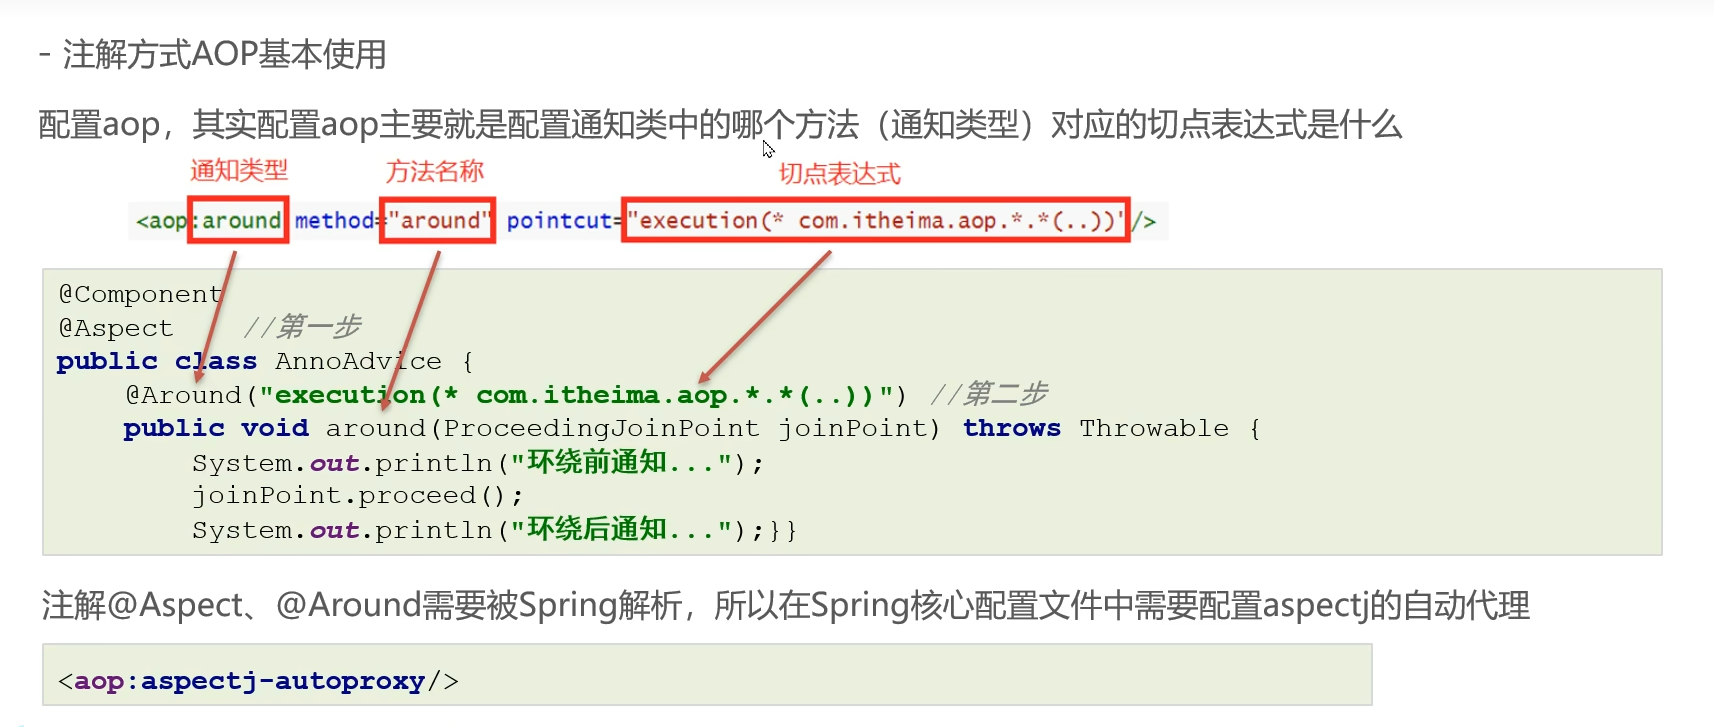 - 注解方式AOP基本使用
配置aop，其实配置aop主要就是配置通知类中的哪个方法（通知类型）对应的切点表达式是什么
通知类型 方法名称 切点表达式
<aop:around method="around" pointcut="execution(* com.itheima.aop.*.*(..))"/>
@Component
@Aspect //第一步
public class AnnoAdvice {
@Around("execution(* com.itheima.aop.*.*(..))") //第二步
public void around(ProceedingJoinPoint joinPoint) throws Throwable {
System.out.println("环绕前通知...");
joinPoint.proceed();
System.out.println("环绕后通知...");}}
注解@Aspect、@Around需要被Spring解析，所以在Spring核心配置文件中需要配置aspectj的自动代理
<aop:aspectj-autoproxy/>